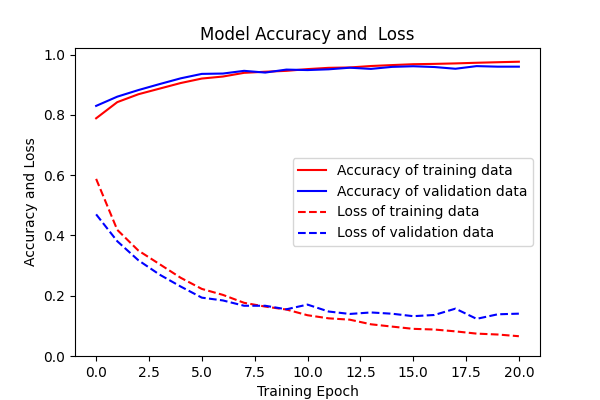 Model Accuracy and  Loss
Accuracy and Loss
1.0
0.8
0.6
0.4
0.2
0.0
Accuracy of training data
Accuracy of validation data
Loss of training data
Loss of validation data
0.0 2.5 5.0 7.5 10.0 12.5 15.0 17.5 20.0
Training Epoch